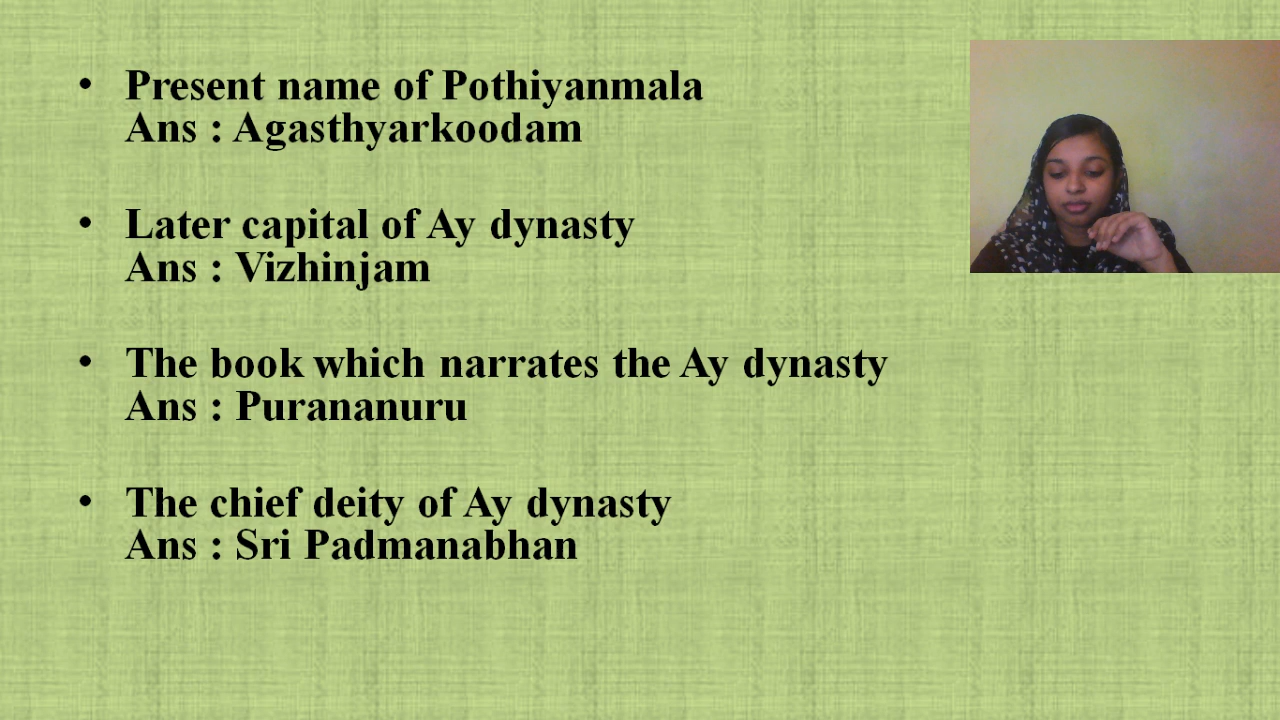 • Present name of Pothiyanmala
Ans : Agasthyarkoodam
• Later capital of Ay dynasty
Ans : Vizhinjam
• The book which narrates the Ay dynasty
Ans : Purananuru
• The chief deity of Ay dynasty
Ans : Sri Padmanabhan